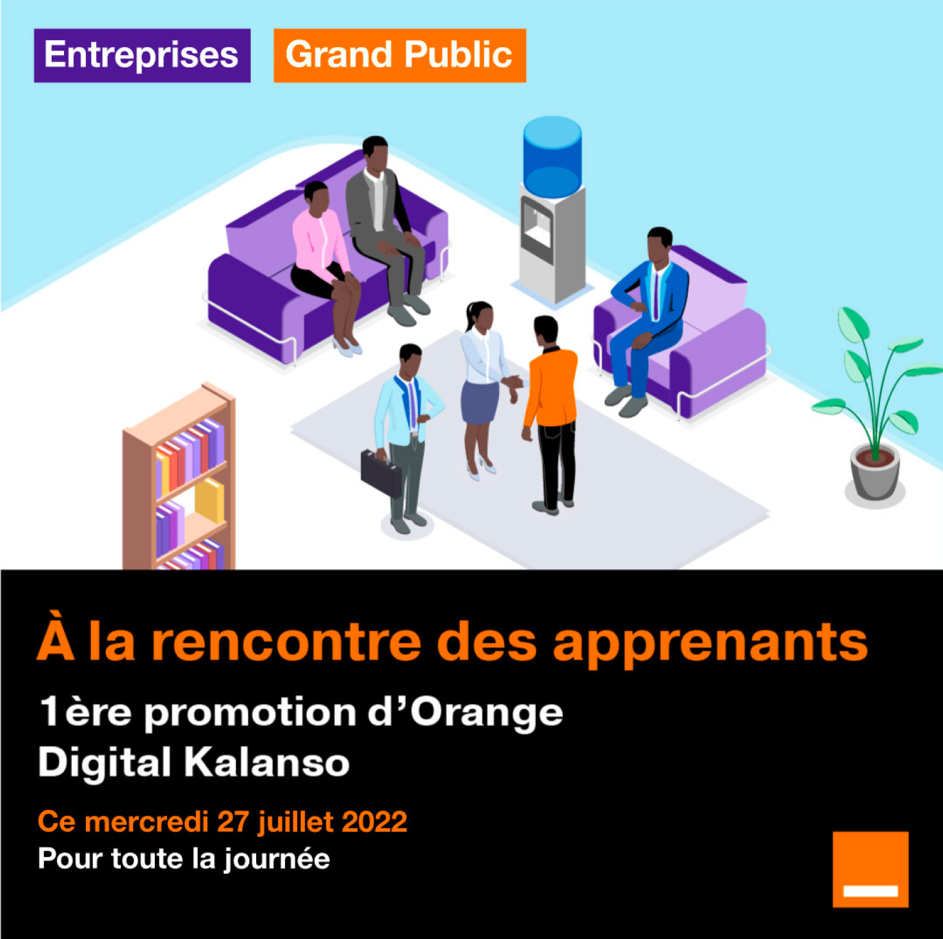 Entreprises
Grand Public
À la rencontre des apprenants
1ère promotion d’Orange
Digital Kalanso
Ce mercredi 27 juillet 2022
Pour toute la journée